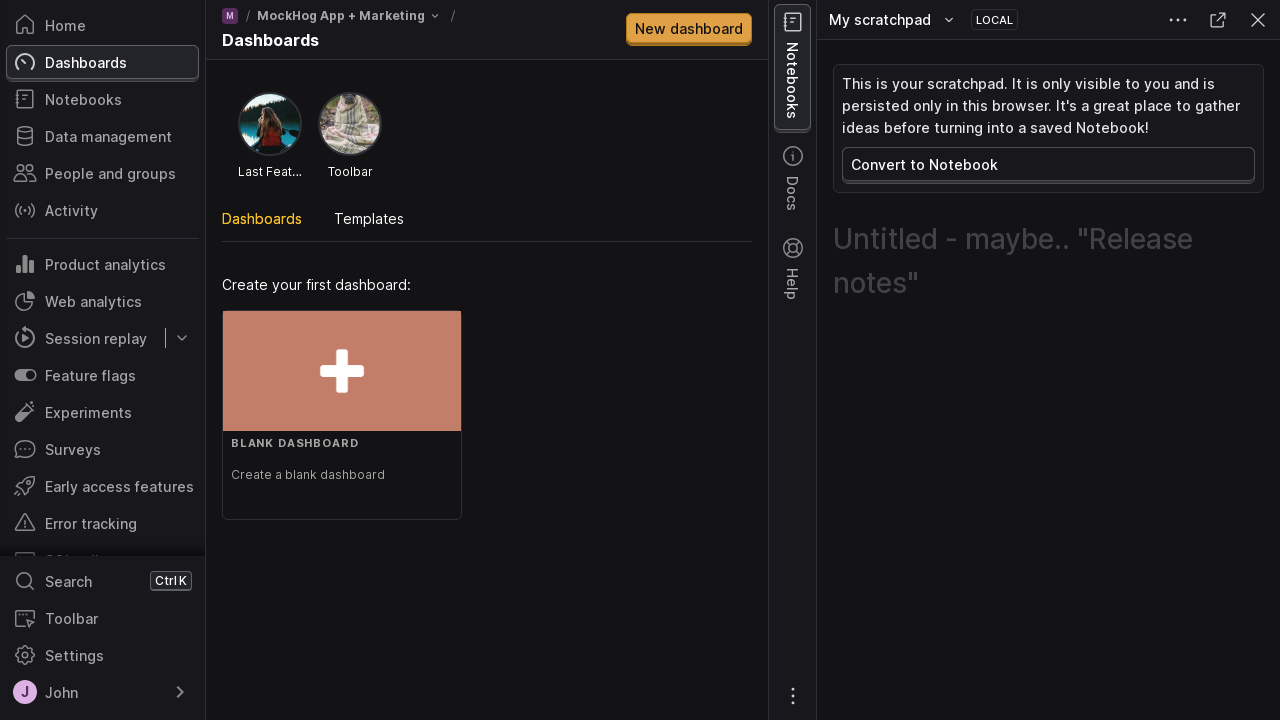 Home
Dashboards
Notebooks
Data management
People and groups
Activity
Product analytics
Web analytics
Session replay
Feature flags
Experiments
Surveys
Early access features
Error tracking
Search
Ctrl K
Toolbar
Settings
J
John
M / MockHog App + Marketing /
Dashboards
New dashboard
Last Feat...
Toolbar
Dashboards
Templates
Create your first dashboard:
BLANK DASHBOARD
Create a blank dashboard
Notebooks
Docs
Help
My scratchpad
LOCAL
This is your scratchpad. It is only visible to you and is
persisted only in this browser. It's a great place to gather
ideas before turning into a saved Notebook!
Convert to Notebook
Untitled - maybe.. "Release
notes"